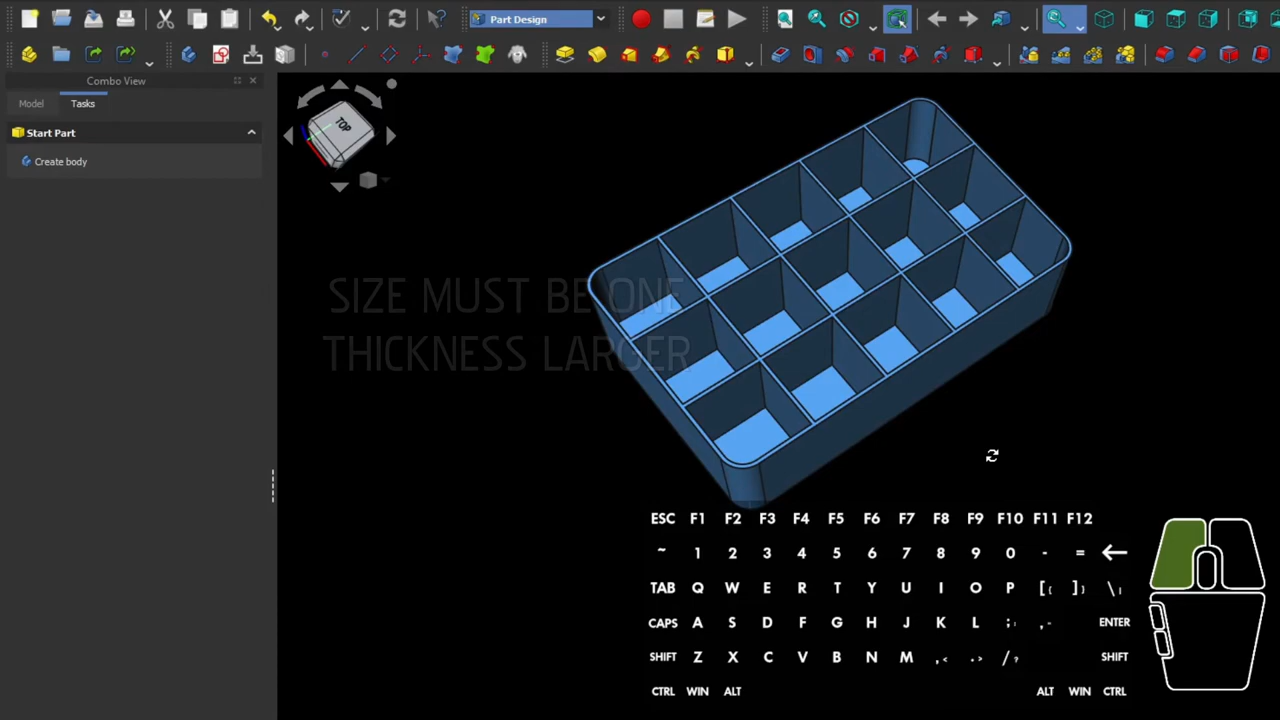 Part Design
Combo View
Model
Tasks
Start Part
Create body
TOP
SIZE MUST BE ONE
THICKNESS LARGER
ESC F1 F2 F3 F4 F5 F6 F7 F8 F9 F10 F11 F12
~ 1 2 3 4 5 6 7 8 9 0 - =
TAB Q W E R T Y U I O P [{ ]} \|
CAPS A S D F G H J K L ;: ENTER
SHIFT Z X C V B N M ,< .> /? SHIFT
CTRL WIN ALT ALT WIN CTRL